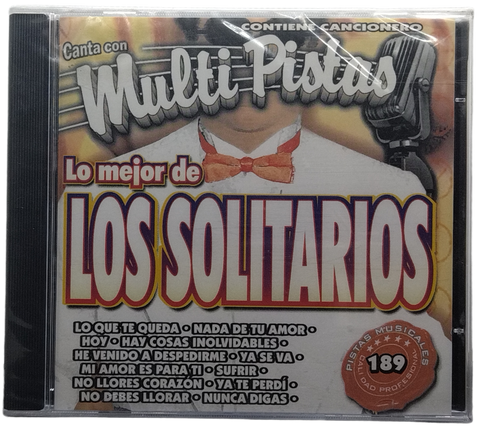 CONTIENE CANCIONERO
Canta con
Multi Pistas
Lo mejor de
LOS SOLITARIOS
LO QUE TE QUEDA • NADA DE TU AMOR •
HOY • HAY COSAS INOLVIDABLES •
HE VENIDO A DESPEDIRME • YA SE VA •
MI AMOR ES PARA TI • SUFRIR •
NO LLORES CORAZÓN • YA TE PERDÍ •
NO DEBES LLORAR • NUNCA DIGAS •
PISTAS MUSICALES
189
CALIDAD PROFESIONAL